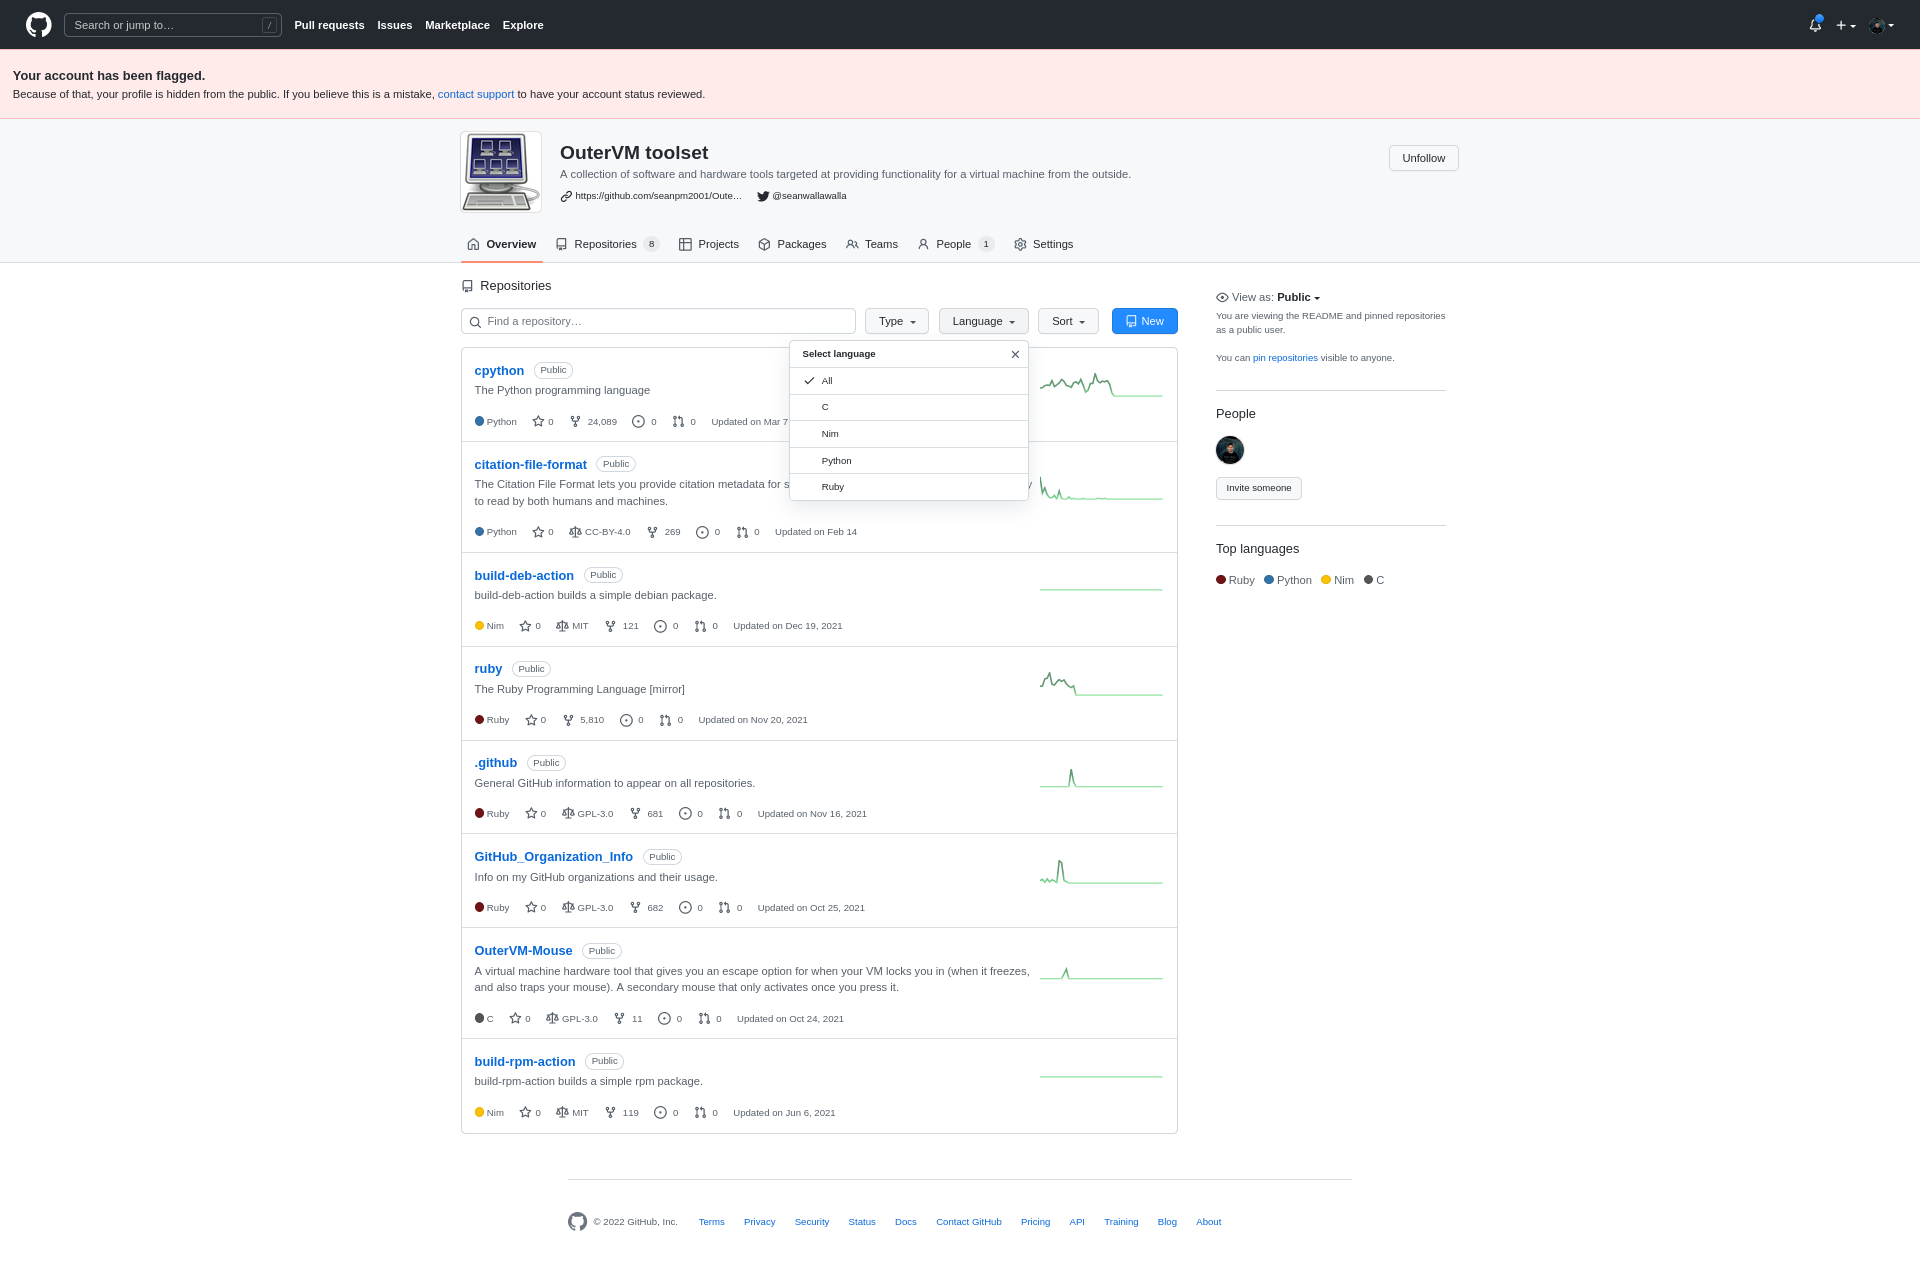 Search or jump to…
/
Pull requests
Issues
Marketplace
Explore
Your account has been flagged.
Because of that, your profile is hidden from the public. If you believe this is a mistake, contact support to have your account status reviewed.
OuterVM toolset
A collection of software and hardware tools targeted at providing functionality for a virtual machine from the outside.
https://github.com/seanpm2001/Oute…
@seanwallawalla
Unfollow
Overview
Repositories 8
Projects
Packages
Teams
People 1
Settings
Repositories
Find a repository…
Type
Language
Sort
New
Select language
All
C
Nim
Python
Ruby
cpython Public
The Python programming language
Python 0 24,089 0 0 Updated on Mar 7
citation-file-format Public
The Citation File Format lets you provide citation metadata for s
y
to read by both humans and machines.
Python 0 CC-BY-4.0 269 0 0 Updated on Feb 14
build-deb-action Public
build-deb-action builds a simple debian package.
Nim 0 MIT 121 0 0 Updated on Dec 19, 2021
ruby Public
The Ruby Programming Language [mirror]
Ruby 0 5,810 0 0 Updated on Nov 20, 2021
.github Public
General GitHub information to appear on all repositories.
Ruby 0 GPL-3.0 681 0 0 Updated on Nov 16, 2021
GitHub_Organization_Info Public
Info on my GitHub organizations and their usage.
Ruby 0 GPL-3.0 682 0 0 Updated on Oct 25, 2021
OuterVM-Mouse Public
A virtual machine hardware tool that gives you an escape option for when your VM locks you in (when it freezes,
and also traps your mouse). A secondary mouse that only activates once you press it.
C 0 GPL-3.0 11 0 0 Updated on Oct 24, 2021
build-rpm-action Public
build-rpm-action builds a simple rpm package.
Nim 0 MIT 119 0 0 Updated on Jun 6, 2021
View as: Public
You are viewing the README and pinned repositories
as a public user.
You can pin repositories visible to anyone.
People
Invite someone
Top languages
Ruby Python Nim C
© 2022 GitHub, Inc.
Terms
Privacy
Security
Status
Docs
Contact GitHub
Pricing
API
Training
Blog
About